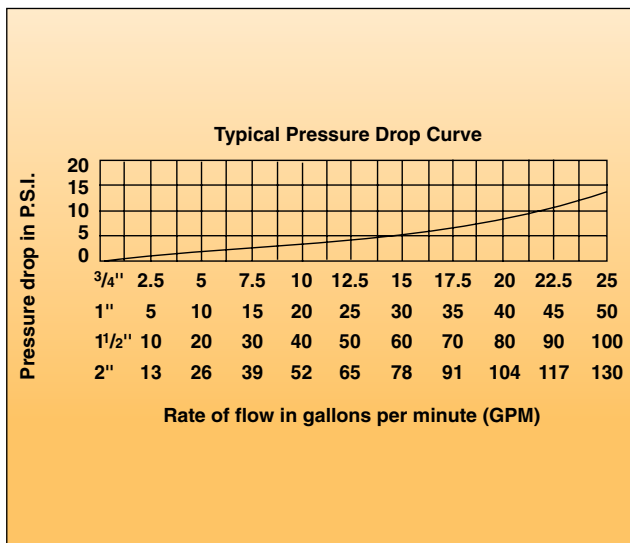 Typical Pressure Drop Curve
Pressure drop in P.S.I.
20
15
10
5
0
3/4" 2.5 5 7.5 10 12.5 15 17.5 20 22.5 25
1" 5 10 15 20 25 30 35 40 45 50
1 1/2" 10 20 30 40 50 60 70 80 90 100
2" 13 26 39 52 65 78 91 104 117 130
Rate of flow in gallons per minute (GPM)